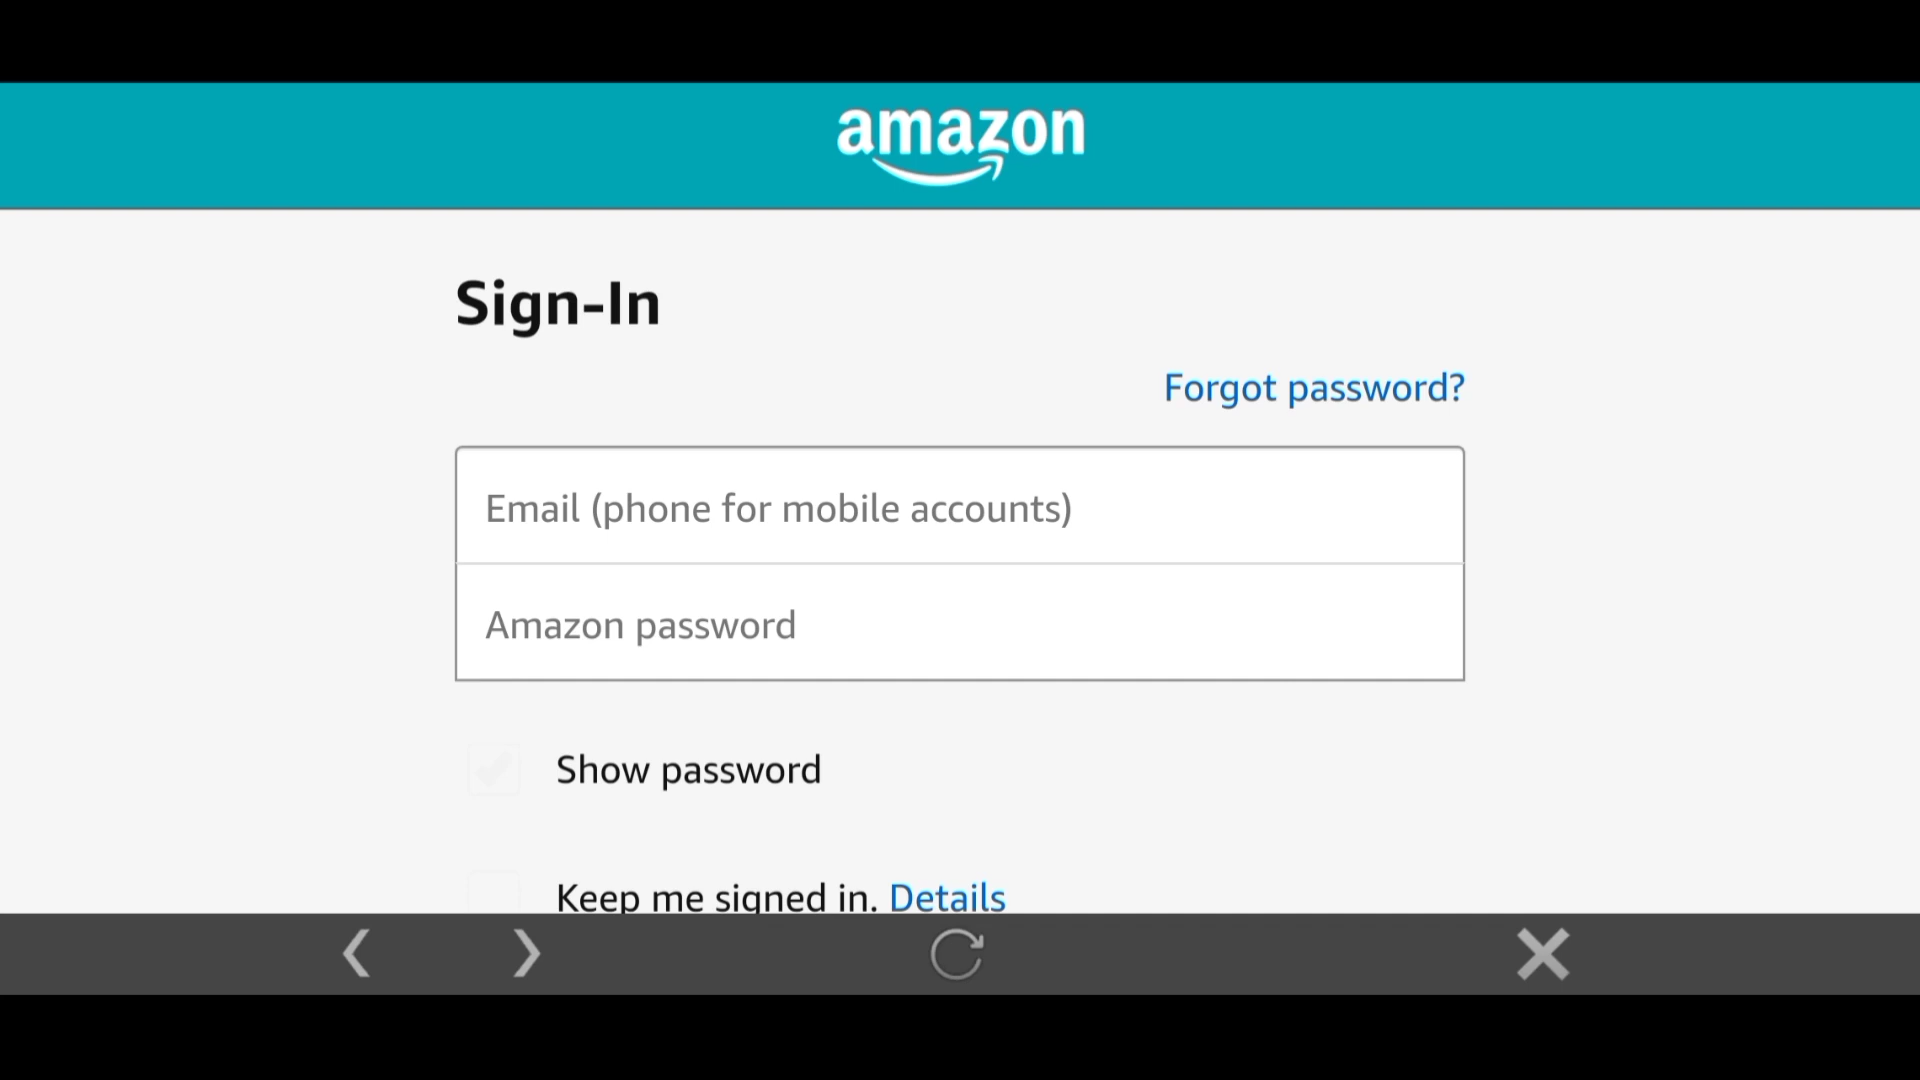 amazon
Sign-In
Forgot password?
Email (phone for mobile accounts)
Amazon password
Show password
Keep me signed in. Details